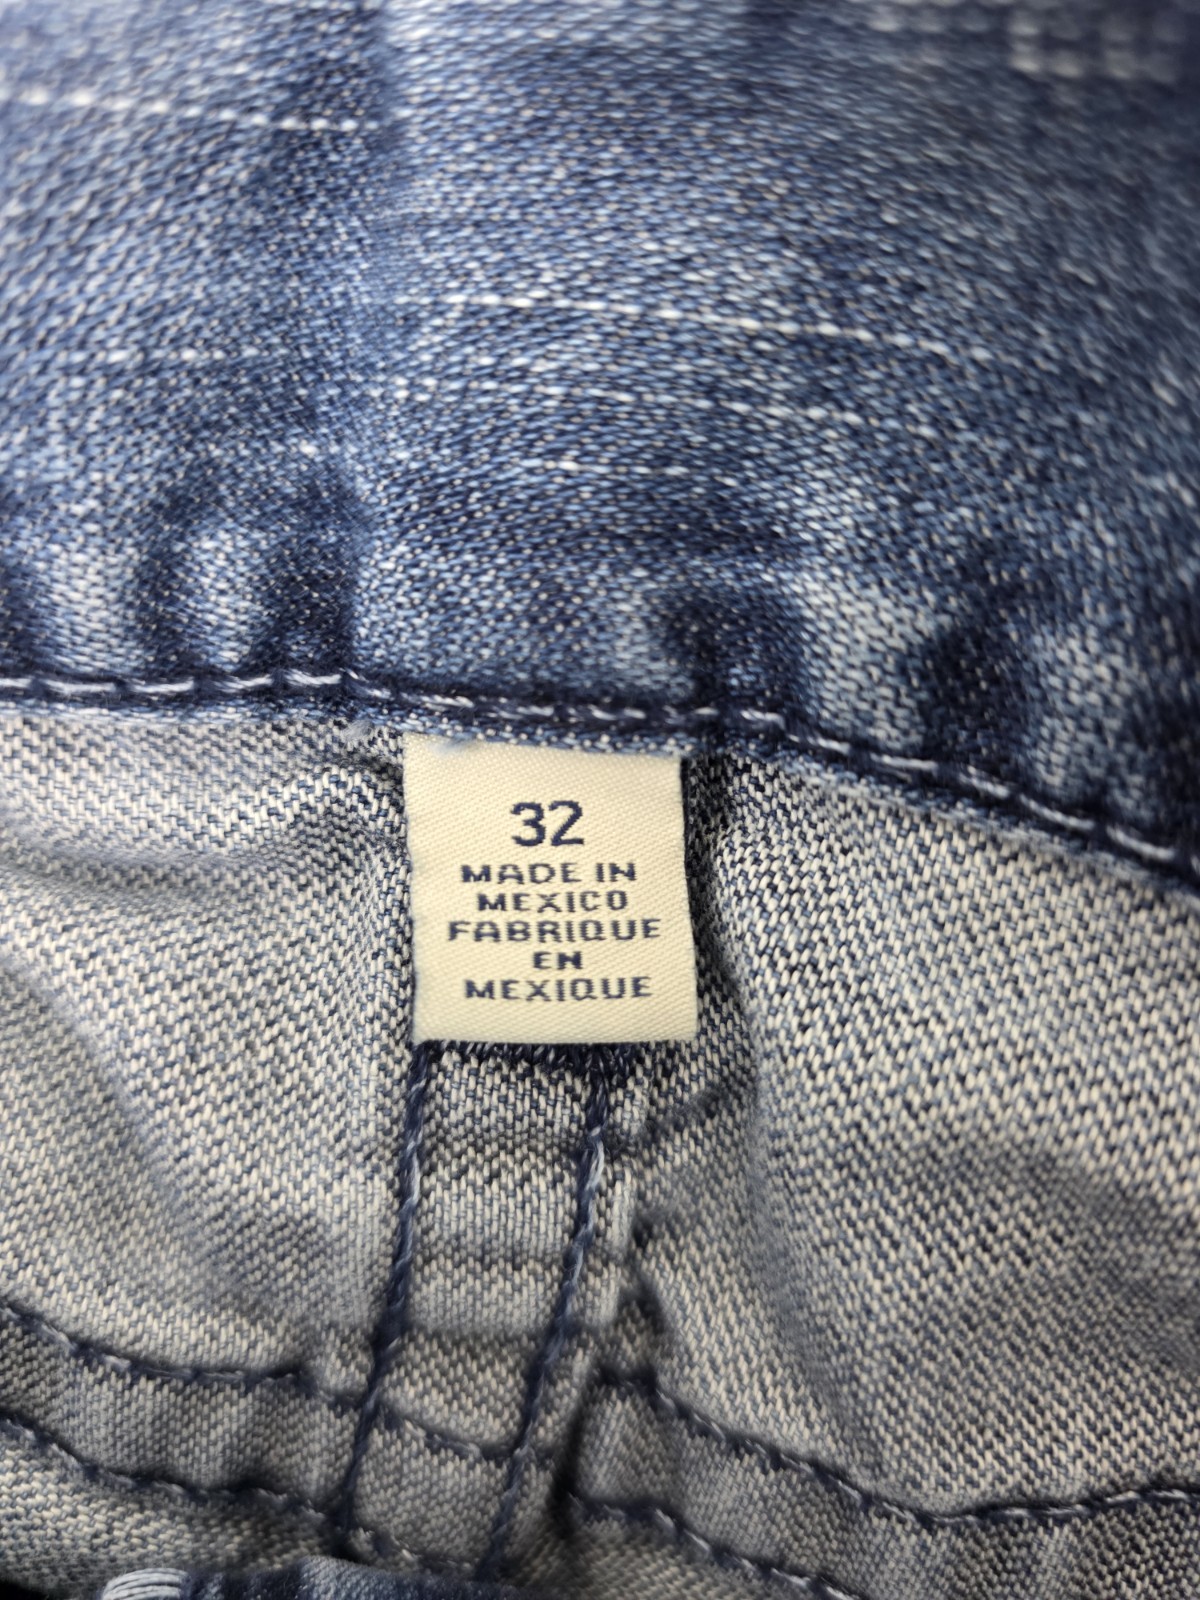 32
MADE IN
MEXICO
FABRIQUE
EN
MEXIQUE